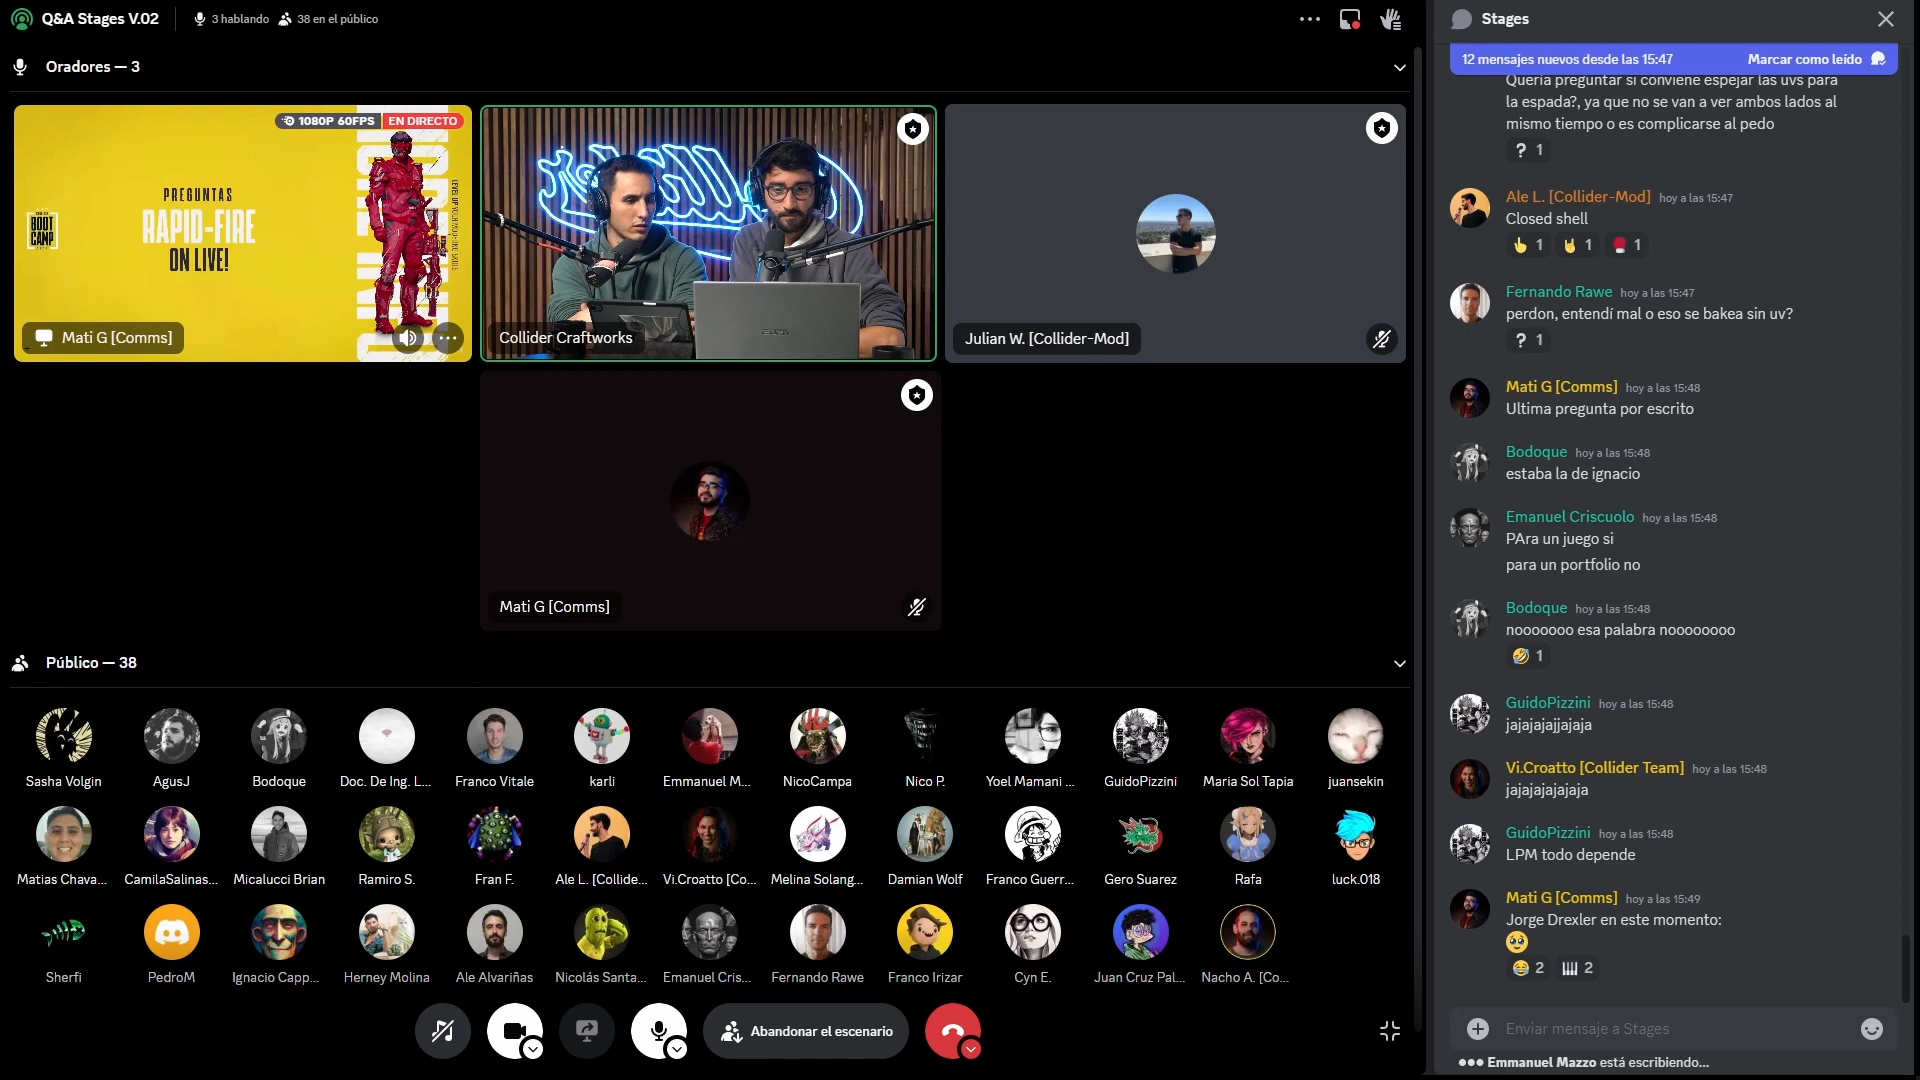 Q&A Stages V.02
3 hablando
38 en el público
Oradores — 3
1080P 60FPS
EN DIRECTO
BOOT
CAMP
PREGUNTAS
RAPID-FIRE
ON LIVE!
Mati G [Comms]
Collider Craftworks
Julian W. [Collider-Mod]
Mati G [Comms]
Público — 38
Sasha Volgin
AgusJ
Bodoque
Doc. De Ing. L...
Franco Vitale
karli
Emmanuel M...
NicoCampa
Nico P.
Yoel Mamani ...
GuidoPizzini
Maria Sol Tapia
juansekin
Matias Chava...
CamilaSalinas...
Micalucci Brian
Ramiro S.
Fran F.
Ale L. [Collide...
Vi.Croatto [Co...
Melina Solang...
Damian Wolf
Franco Guerr...
Gero Suarez
Rafa
luck.018
Sherfi
PedroM
Ignacio Capp...
Herney Molina
Ale Alvariñas
Nicolás Santa...
Emanuel Cris...
Fernando Rawe
Franco Irizar
Cyn E.
Juan Cruz Pal...
Nacho A. [Co...
Abandonar el escenario
Stages
12 mensajes nuevos desde las 15:47
Marcar como leído
Quería preguntar si conviene espejar las uvs para
la espada?, ya que no se van a ver ambos lados al
mismo tiempo o es complicarse al pedo
? 1
Ale L. [Collider-Mod] hoy a las 15:47
Closed shell
1 1 1
Fernando Rawe hoy a las 15:47
perdon, entendí mal o eso se bakea sin uv?
? 1
Mati G [Comms] hoy a las 15:48
Ultima pregunta por escrito
Bodoque hoy a las 15:48
estaba la de ignacio
Emanuel Criscuolo hoy a las 15:48
PAra un juego si
para un portfolio no
Bodoque hoy a las 15:48
nooooooo esa palabra noooooooo
1
GuidoPizzini hoy a las 15:48
jajajajajjajaja
Vi.Croatto [Collider Team] hoy a las 15:48
jajajajajajaja
GuidoPizzini hoy a las 15:48
LPM todo depende
Mati G [Comms] hoy a las 15:49
Jorge Drexler en este momento:
2 2
Enviar mensaje a Stages
Emmanuel Mazzo está escribiendo...